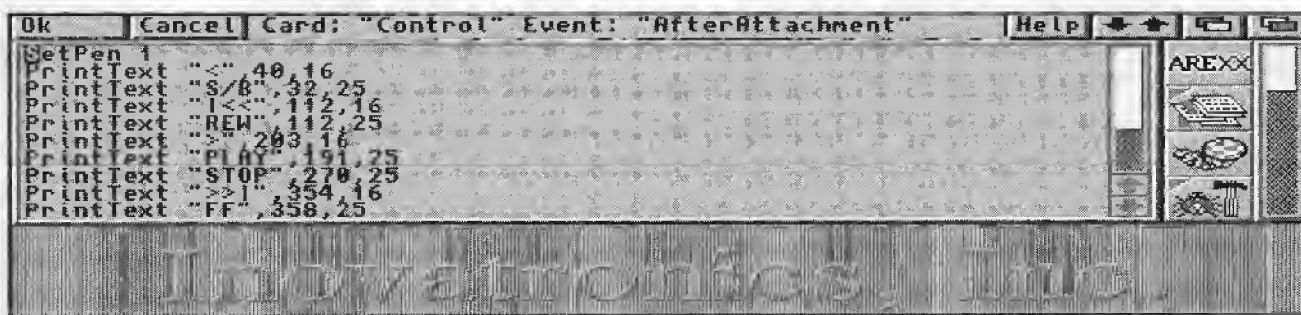 Ok Cancel Card: "Control" Event: "AfterAttachment" Help
SetPen 1
PrintText "<",40,16
PrintText "S/B",32,25
PrintText "I<<",112,16
PrintText "REW",112,25
PrintText ">",203,16
PrintText "PLAY",191,25
PrintText "STOP",270,25
PrintText ">>I",354,16
PrintText "FF",358,25
AREXX
Inovatronics, Inc.